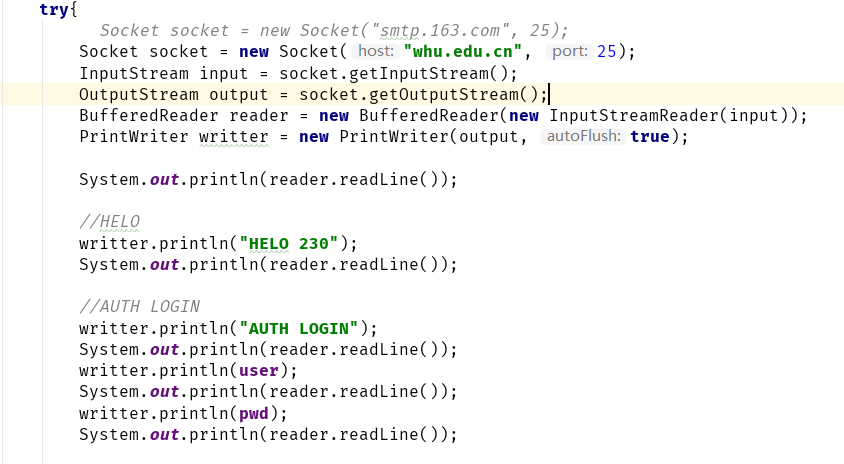 try{
Socket socket = new Socket("smtp.163.com", 25);
Socket socket = new Socket( host: "whu.edu.cn", port: 25);
InputStream input = socket.getInputStream();
OutputStream output = socket.getOutputStream();
BufferedReader reader = new BufferedReader(new InputStreamReader(input));
PrintWriter writter = new PrintWriter(output, autoFlush: true);
System.out.println(reader.readLine());
//HELO
writter.println("HELO 230");
System.out.println(reader.readLine());
//AUTH LOGIN
writter.println("AUTH LOGIN");
System.out.println(reader.readLine());
writter.println(user);
System.out.println(reader.readLine());
writter.println(pwd);
System.out.println(reader.readLine());